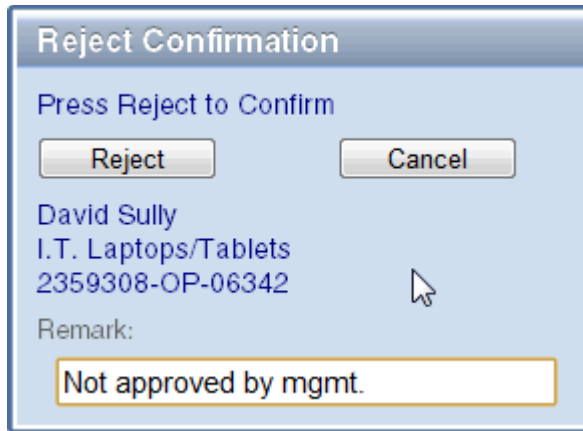 Reject Confirmation
Press Reject to Confirm
Reject Cancel
David Sully
I.T. Laptops/Tablets
2359308-OP-06342
Remark:
Not approved by mgmt.